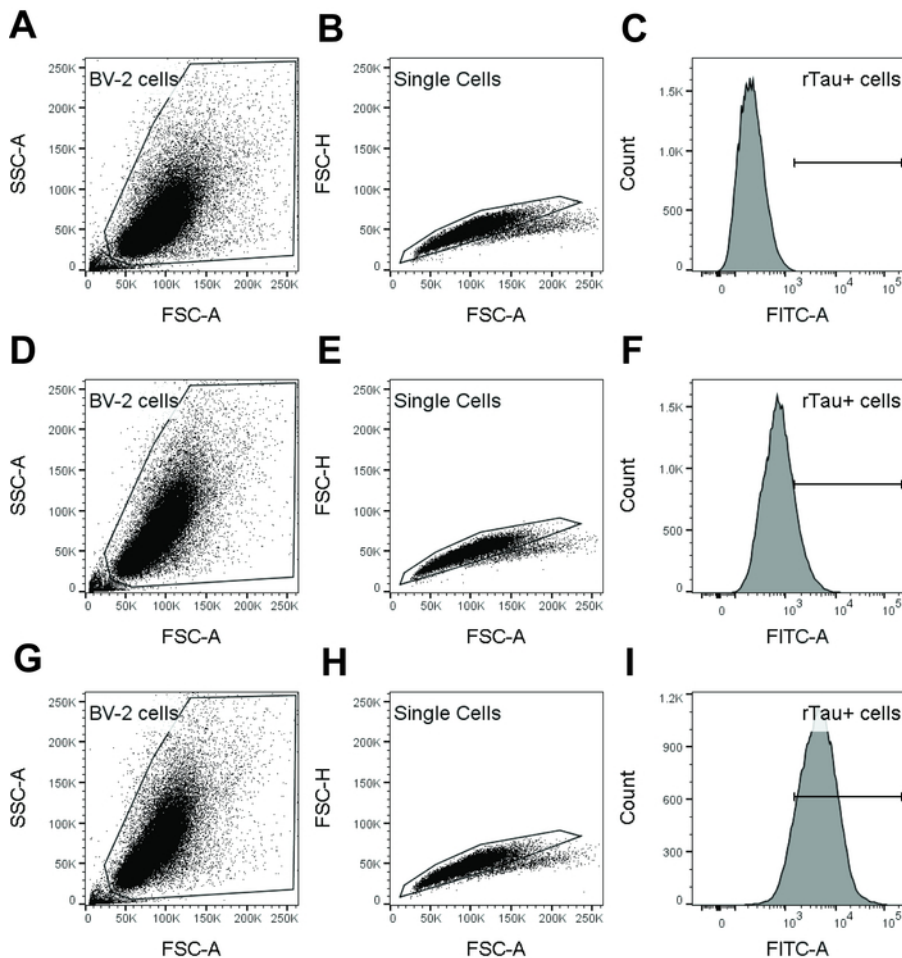 A
B
C
BV-2 cells
Single Cells
rTau+ cells
250K
200K
150K
100K
50K
0
SSC-A
0
50K
100K
150K
200K
250K
FSC-A
250K
200K
150K
100K
50K
0
FSC-H
0
50K
100K
150K
200K
250K
FSC-A
1.5K
1.0K
500
0
Count
0
10³
10⁴
10⁵
FITC-A
D
E
F
BV-2 cells
Single Cells
rTau+ cells
250K
200K
150K
100K
50K
0
SSC-A
0
50K
100K
150K
200K
250K
FSC-A
250K
200K
150K
100K
50K
0
FSC-H
0
50K
100K
150K
200K
250K
FSC-A
1.5K
1.0K
500
0
Count
0
10³
10⁴
10⁵
FITC-A
G
H
I
BV-2 cells
Single Cells
rTau+ cells
250K
200K
150K
100K
50K
0
SSC-A
0
50K
100K
150K
200K
250K
FSC-A
250K
200K
150K
100K
50K
0
FSC-H
0
50K
100K
150K
200K
250K
FSC-A
1.2K
900
600
300
0
Count
0
10³
10⁴
10⁵
FITC-A